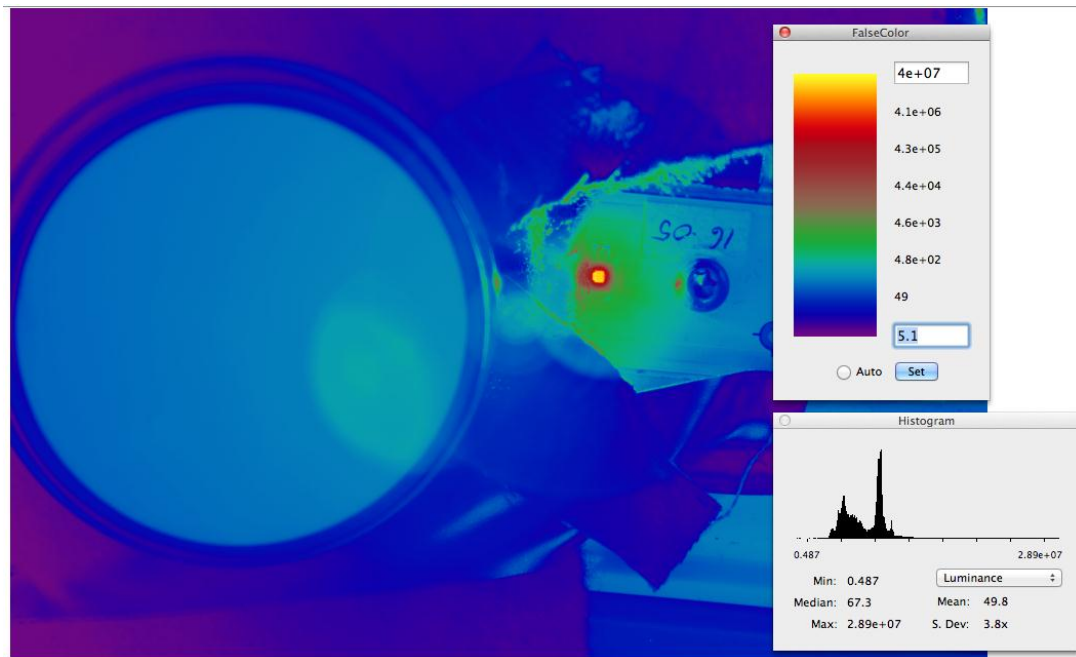 FalseColor
4e+07
4.1e+06
4.3e+05
4.4e+04
4.6e+03
4.8e+02
49
5.1
Auto Set
16-05
Histogram
0.487 2.89e+07
Min: 0.487 Luminance
Median: 67.3 Mean: 49.8
Max: 2.89e+07 S. Dev: 3.8x